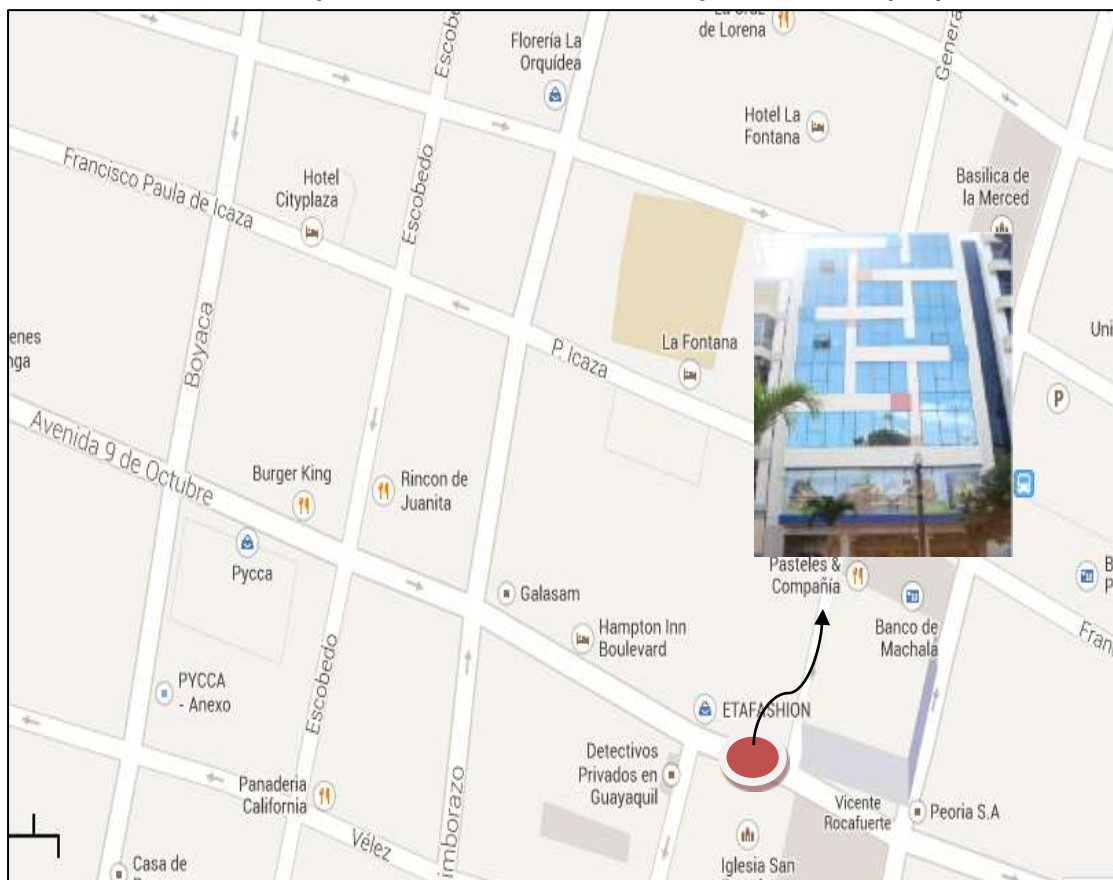 de Lorena
Escobedo
Florería La
Orquídea
Hotel La
Fontana
Basilica de
la Merced
Francisco Paula de Icaza
Hotel
Cityplaza
Escobedo
Boyaca
P. Icaza
La Fontana
P
Avenida 9 de Octubre
Burger King
Rincon de
Juanita
Pycca
Galasam
Hampton Inn
Boulevard
Pasteles &
Compañía
Banco de
Machala
PYCCA
- Anexo
Escobedo
ETAFASHION
Detectivos
Privados en
Guayaquil
Panaderia
California
Vélez
imborazo
Vicente
Rocafuerte
Peoria S.A
Iglesia San
Casa de